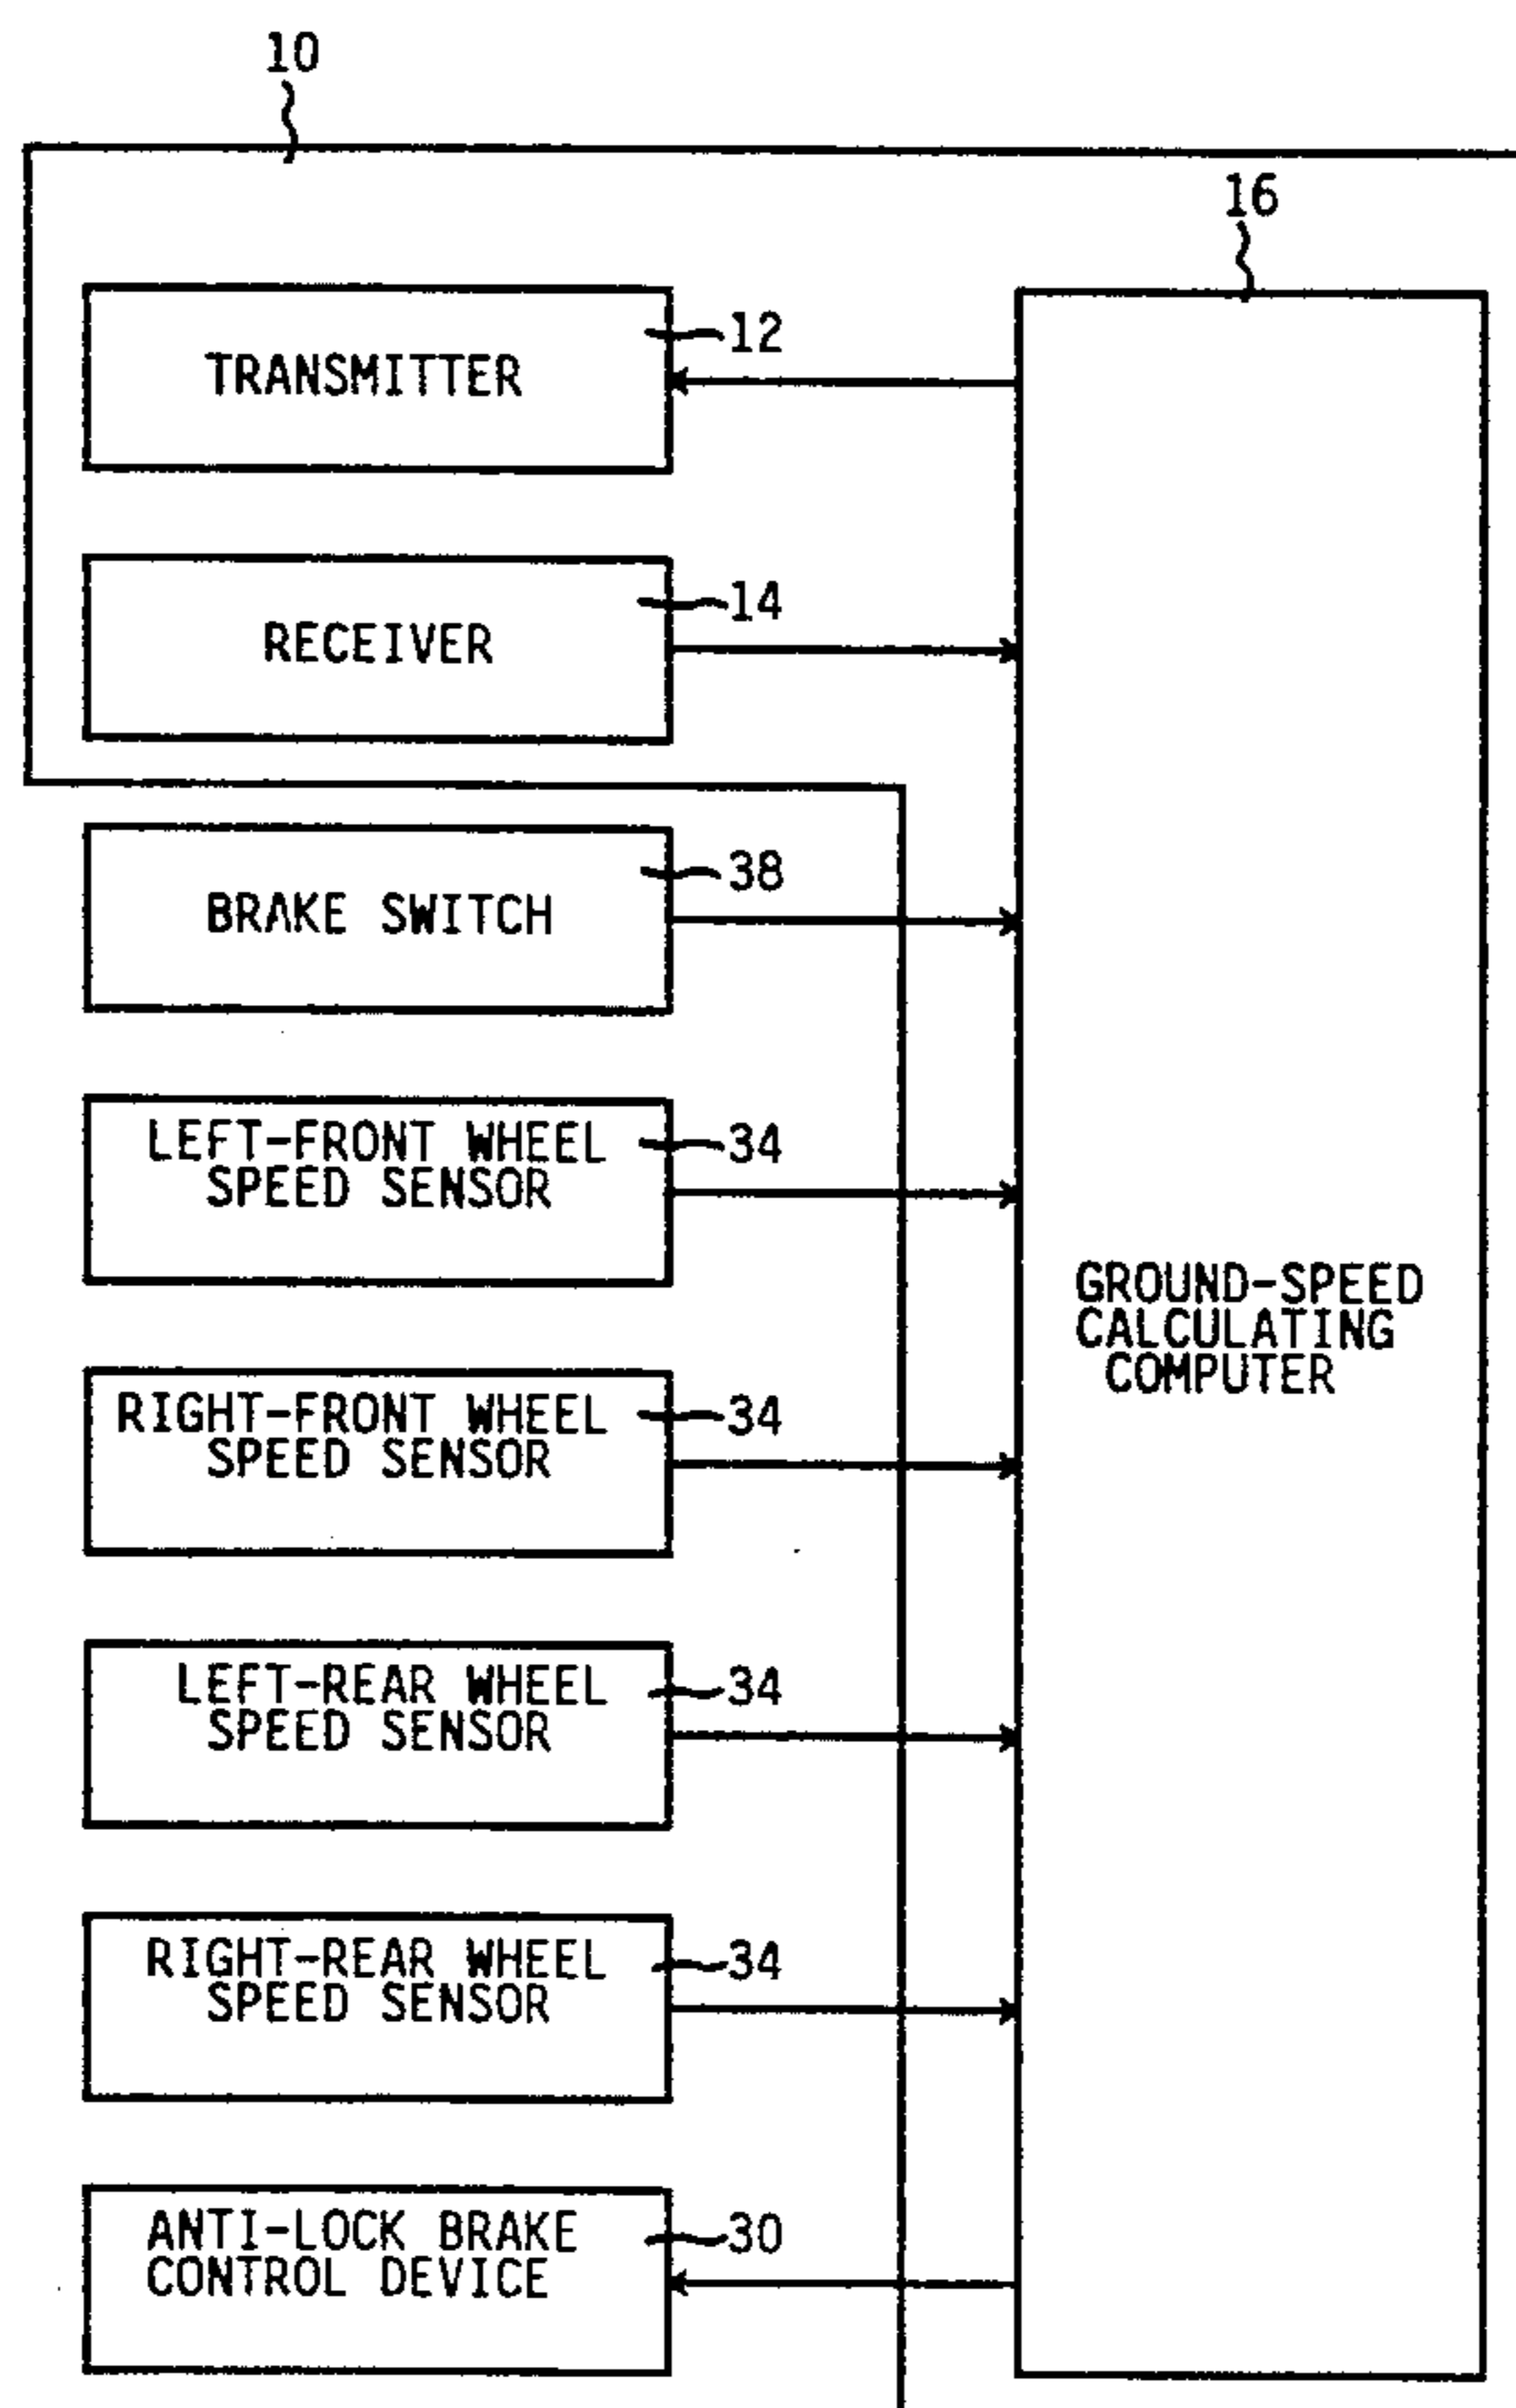 10
16
TRANSMITTER
12
RECEIVER
14
BRAKE SWITCH
38
LEFT-FRONT WHEEL
SPEED SENSOR
34
RIGHT-FRONT WHEEL
SPEED SENSOR
34
LEFT-REAR WHEEL
SPEED SENSOR
34
RIGHT-REAR WHEEL
SPEED SENSOR
34
ANTI-LOCK BRAKE
CONTROL DEVICE
30
GROUND-SPEED
CALCULATING
COMPUTER